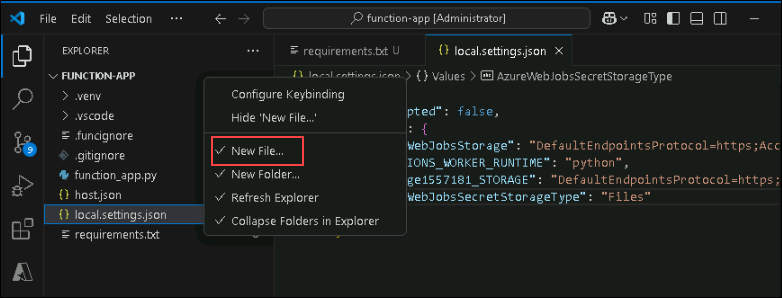 File Edit Selection ... function-app [Administrator]
EXPLORER
requirements.txt U
local.settings.json
FUNCTION-APP
local.settings.json > {} Values > AzureWebJobsSecretStorageType
.venv
.vscode
.funcignore
.gitignore
function_app.py
host.json
local.settings.json
requirements.txt
9
Configure Keybinding
Hide 'New File...'
New File...
New Folder...
Refresh Explorer
Collapse Folders in Explorer
pted": false,
: {
WebJobsStorage": "DefaultEndpointsProtocol=https;Acc
IONS_WORKER_RUNTIME": "python",
ge1557181_STORAGE": "DefaultEndpointsProtocol=https;
WebJobsSecretStorageType": "Files"